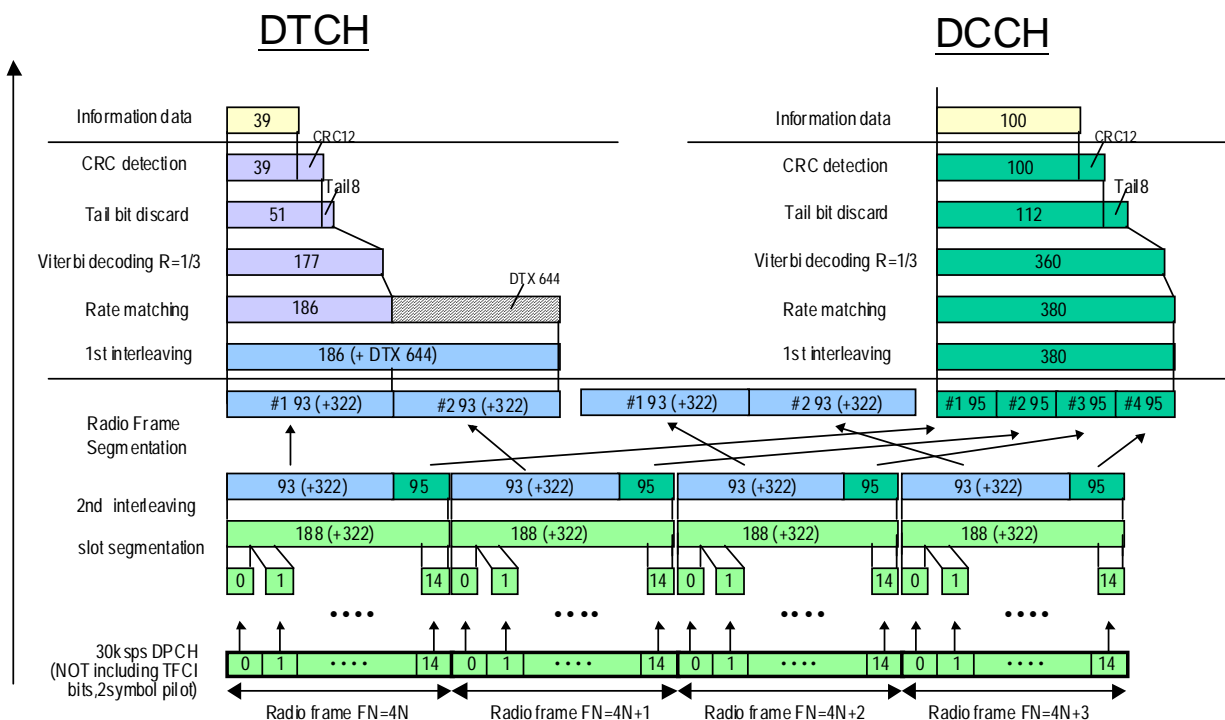 DTCH DCCH
Information data 39 Information data 100
CRC12 CRC12
CRC detection 39 CRC detection 100
Tail8 Tail8
Tail bit discard 51 Tail bit discard 112
Viterbi decoding R=1/3 177 Viterbi decoding R=1/3 360
DTX 644
Rate matching 186 Rate matching 380
1st interleaving 186 (+ DTX 644) 1st interleaving 380
#1 93 (+322) #2 93 (+322) #1 93 (+322) #2 93 (+322) #1 95 #2 95 #3 95 #4 95
Radio Frame
Segmentation
93 (+322) 95 93 (+322) 95 93 (+322) 95 93 (+322) 95
2nd interleaving
188 (+322) 188 (+322) 188 (+322) 188 (+322)
slot segmentation
0 1 14 0 1 14 0 1 14 0 1 14
• • • • • • • • • • • • • • • •
30ksps DPCH
(NOT including TFCI
bits,2symbol pilot)
0 1 • • • • 14 0 1 • • • • 14 0 1 • • • • 14 0 1 • • • • 14
Radio frame FN=4N Radio frame FN=4N+1 Radio frame FN=4N+2 Radio frame FN=4N+3